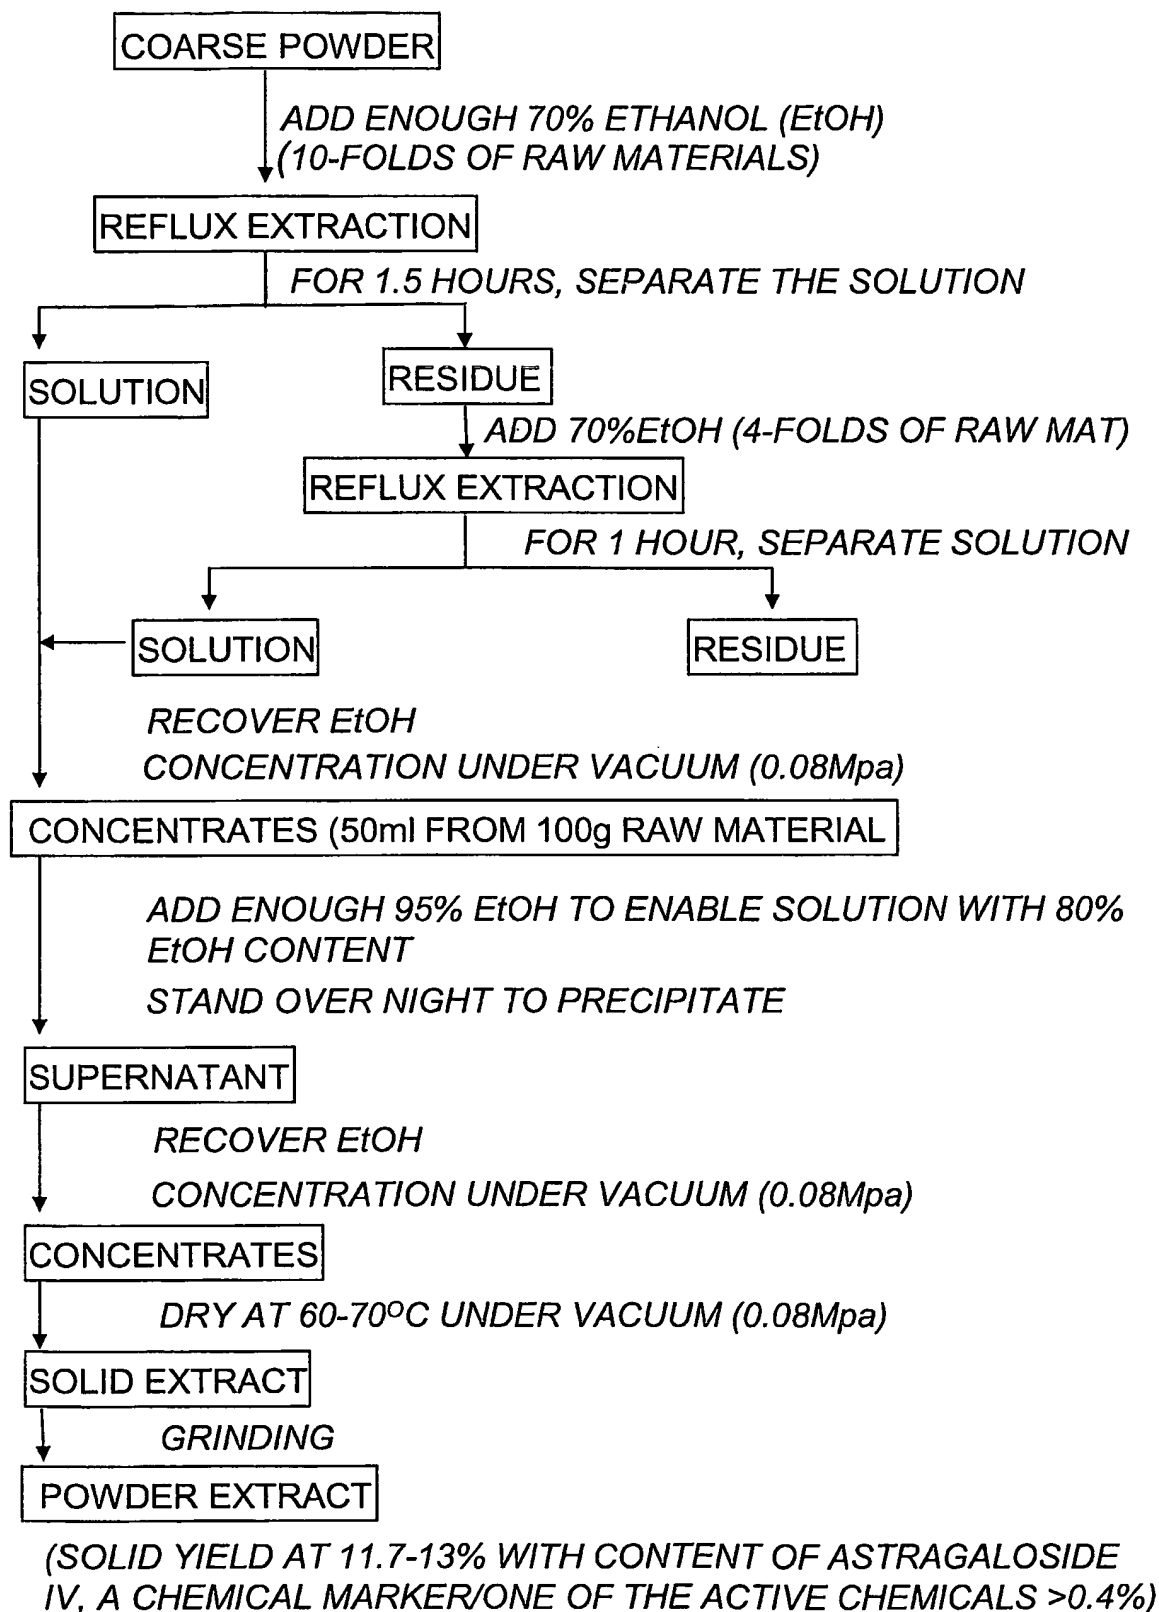 COARSE POWDER
ADD ENOUGH 70% ETHANOL (EtOH)
(10-FOLDS OF RAW MATERIALS)
REFLUX EXTRACTION
FOR 1.5 HOURS, SEPARATE THE SOLUTION
SOLUTION
RESIDUE
ADD 70%EtOH (4-FOLDS OF RAW MAT)
REFLUX EXTRACTION
FOR 1 HOUR, SEPARATE SOLUTION
SOLUTION
RESIDUE
RECOVER EtOH
CONCENTRATION UNDER VACUUM (0.08Mpa)
CONCENTRATES (50ml FROM 100g RAW MATERIAL
ADD ENOUGH 95% EtOH TO ENABLE SOLUTION WITH 80%
EtOH CONTENT
STAND OVER NIGHT TO PRECIPITATE
SUPERNATANT
RECOVER EtOH
CONCENTRATION UNDER VACUUM (0.08Mpa)
CONCENTRATES
DRY AT 60-70°C UNDER VACUUM (0.08Mpa)
SOLID EXTRACT
GRINDING
POWDER EXTRACT
(SOLID YIELD AT 11.7-13% WITH CONTENT OF ASTRAGALOSIDE
IV, A CHEMICAL MARKER/ONE OF THE ACTIVE CHEMICALS >0.4%)